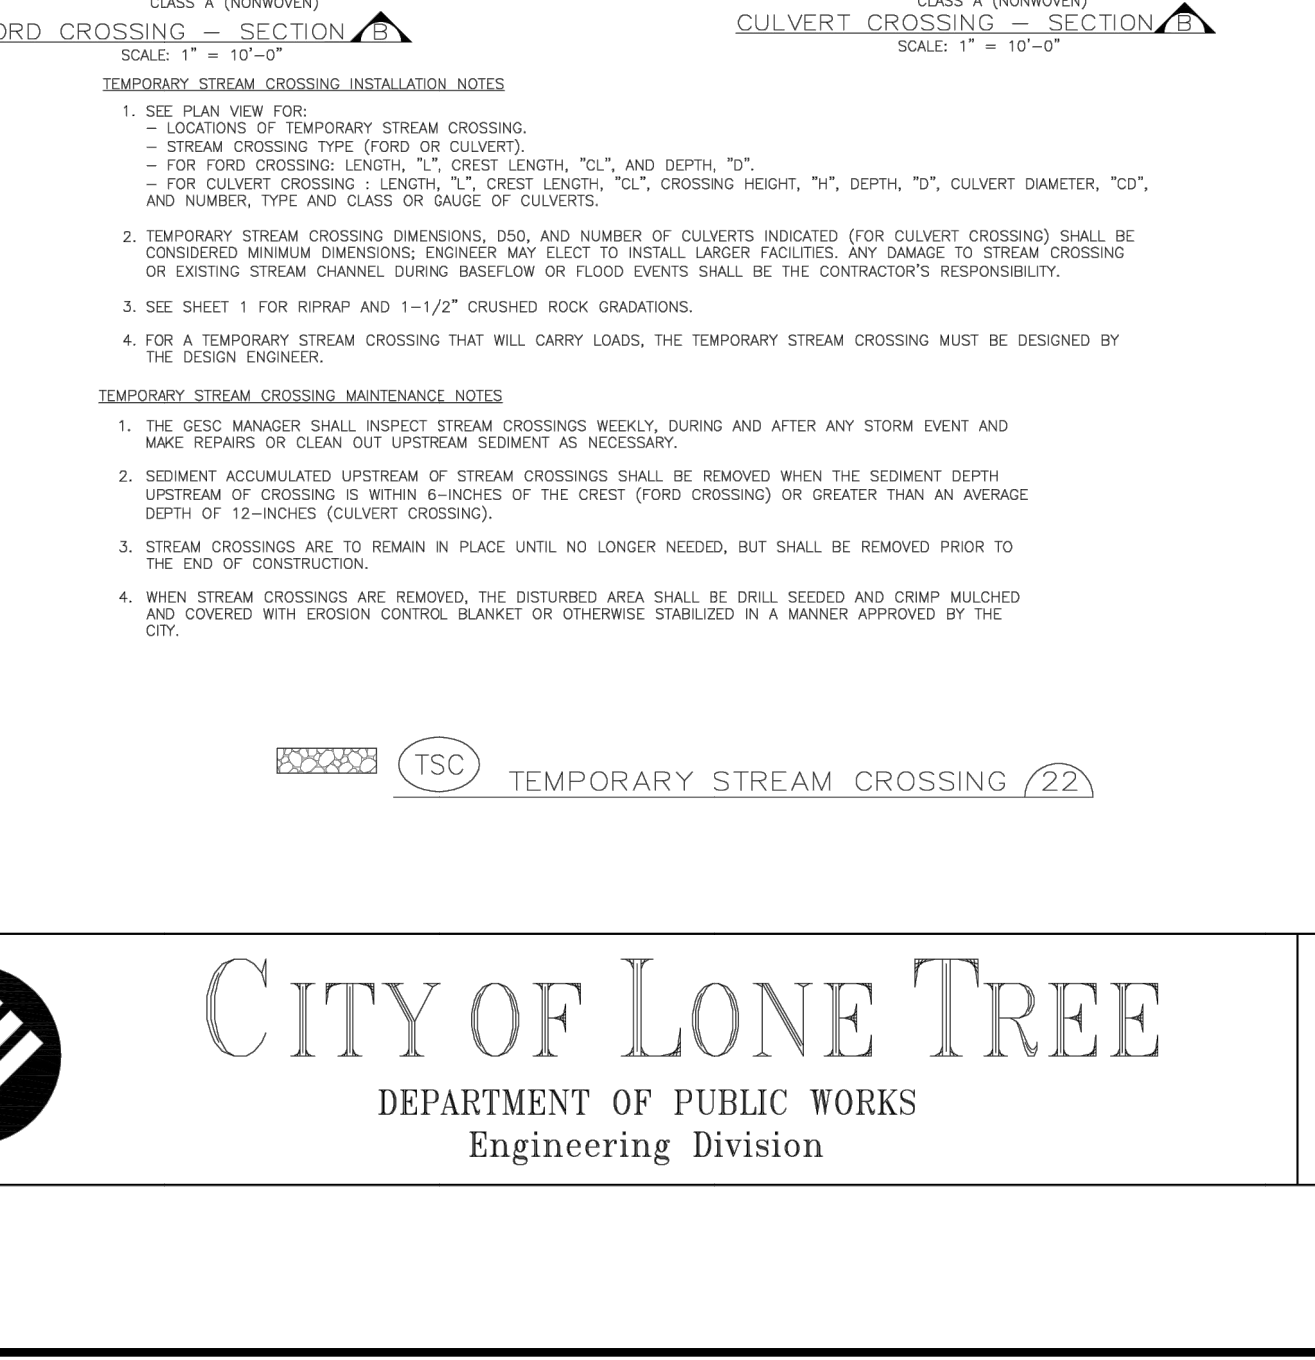 CLASS A (NONWOVEN)
CROSSING – SECTION B
SCALE: 1" = 10'-0"
CLASS A (NONWOVEN)
CULVERT CROSSING – SECTION B
SCALE: 1" = 10'-0"
TEMPORARY STREAM CROSSING INSTALLATION NOTES
1. SEE PLAN VIEW FOR:
– LOCATIONS OF TEMPORARY STREAM CROSSING.
– STREAM CROSSING TYPE (FORD OR CULVERT).
– FOR FORD CROSSING: LENGTH, "L", CREST LENGTH, "CL", AND DEPTH, "D".
– FOR CULVERT CROSSING : LENGTH, "L", CREST LENGTH, "CL", CROSSING HEIGHT, "H", DEPTH, "D", CULVERT DIAMETER, "CD",
AND NUMBER, TYPE AND CLASS OR GAUGE OF CULVERTS.
2. TEMPORARY STREAM CROSSING DIMENSIONS, D50, AND NUMBER OF CULVERTS INDICATED (FOR CULVERT CROSSING) SHALL BE
CONSIDERED MINIMUM DIMENSIONS; ENGINEER MAY ELECT TO INSTALL LARGER FACILITIES. ANY DAMAGE TO STREAM CROSSING
OR EXISTING STREAM CHANNEL DURING BASEFLOW OR FLOOD EVENTS SHALL BE THE CONTRACTOR'S RESPONSIBILITY.
3. SEE SHEET 1 FOR RIPRAP AND 1-1/2" CRUSHED ROCK GRADATIONS.
4. FOR A TEMPORARY STREAM CROSSING THAT WILL CARRY LOADS, THE TEMPORARY STREAM CROSSING MUST BE DESIGNED BY
THE DESIGN ENGINEER.
TEMPORARY STREAM CROSSING MAINTENANCE NOTES
1. THE GESC MANAGER SHALL INSPECT STREAM CROSSINGS WEEKLY, DURING AND AFTER ANY STORM EVENT AND
MAKE REPAIRS OR CLEAN OUT UPSTREAM SEDIMENT AS NECESSARY.
2. SEDIMENT ACCUMULATED UPSTREAM OF STREAM CROSSINGS SHALL BE REMOVED WHEN THE SEDIMENT DEPTH
UPSTREAM OF CROSSING IS WITHIN 6-INCHES OF THE CREST (FORD CROSSING) OR GREATER THAN AN AVERAGE
DEPTH OF 12-INCHES (CULVERT CROSSING).
3. STREAM CROSSINGS ARE TO REMAIN IN PLACE UNTIL NO LONGER NEEDED, BUT SHALL BE REMOVED PRIOR TO
THE END OF CONSTRUCTION.
4. WHEN STREAM CROSSINGS ARE REMOVED, THE DISTURBED AREA SHALL BE DRILL SEEDED AND CRIMP MULCHED
AND COVERED WITH EROSION CONTROL BLANKET OR OTHERWISE STABILIZED IN A MANNER APPROVED BY THE
CITY.
TSC TEMPORARY STREAM CROSSING 22
CITY OF LONE TREE
DEPARTMENT OF PUBLIC WORKS
Engineering Division